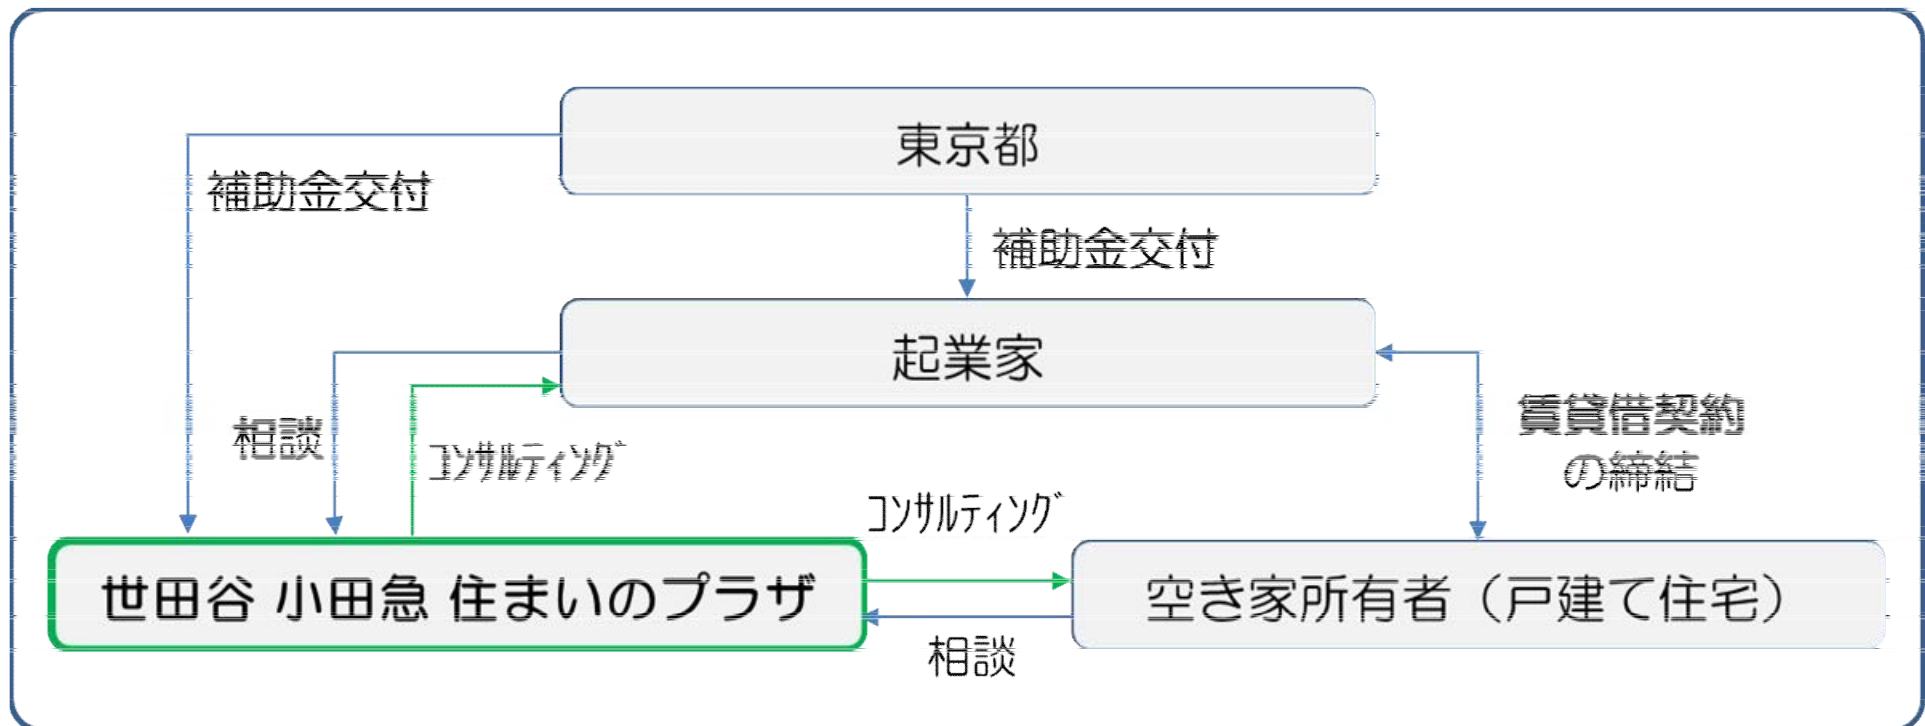 東京都
補助金交付
補助金交付
起業家
相談
コンサルティング
賃貸借契約
の締結
コンサルティング
世田谷 小田急 住まいのプラザ
空き家所有者（戸建て住宅）
相談